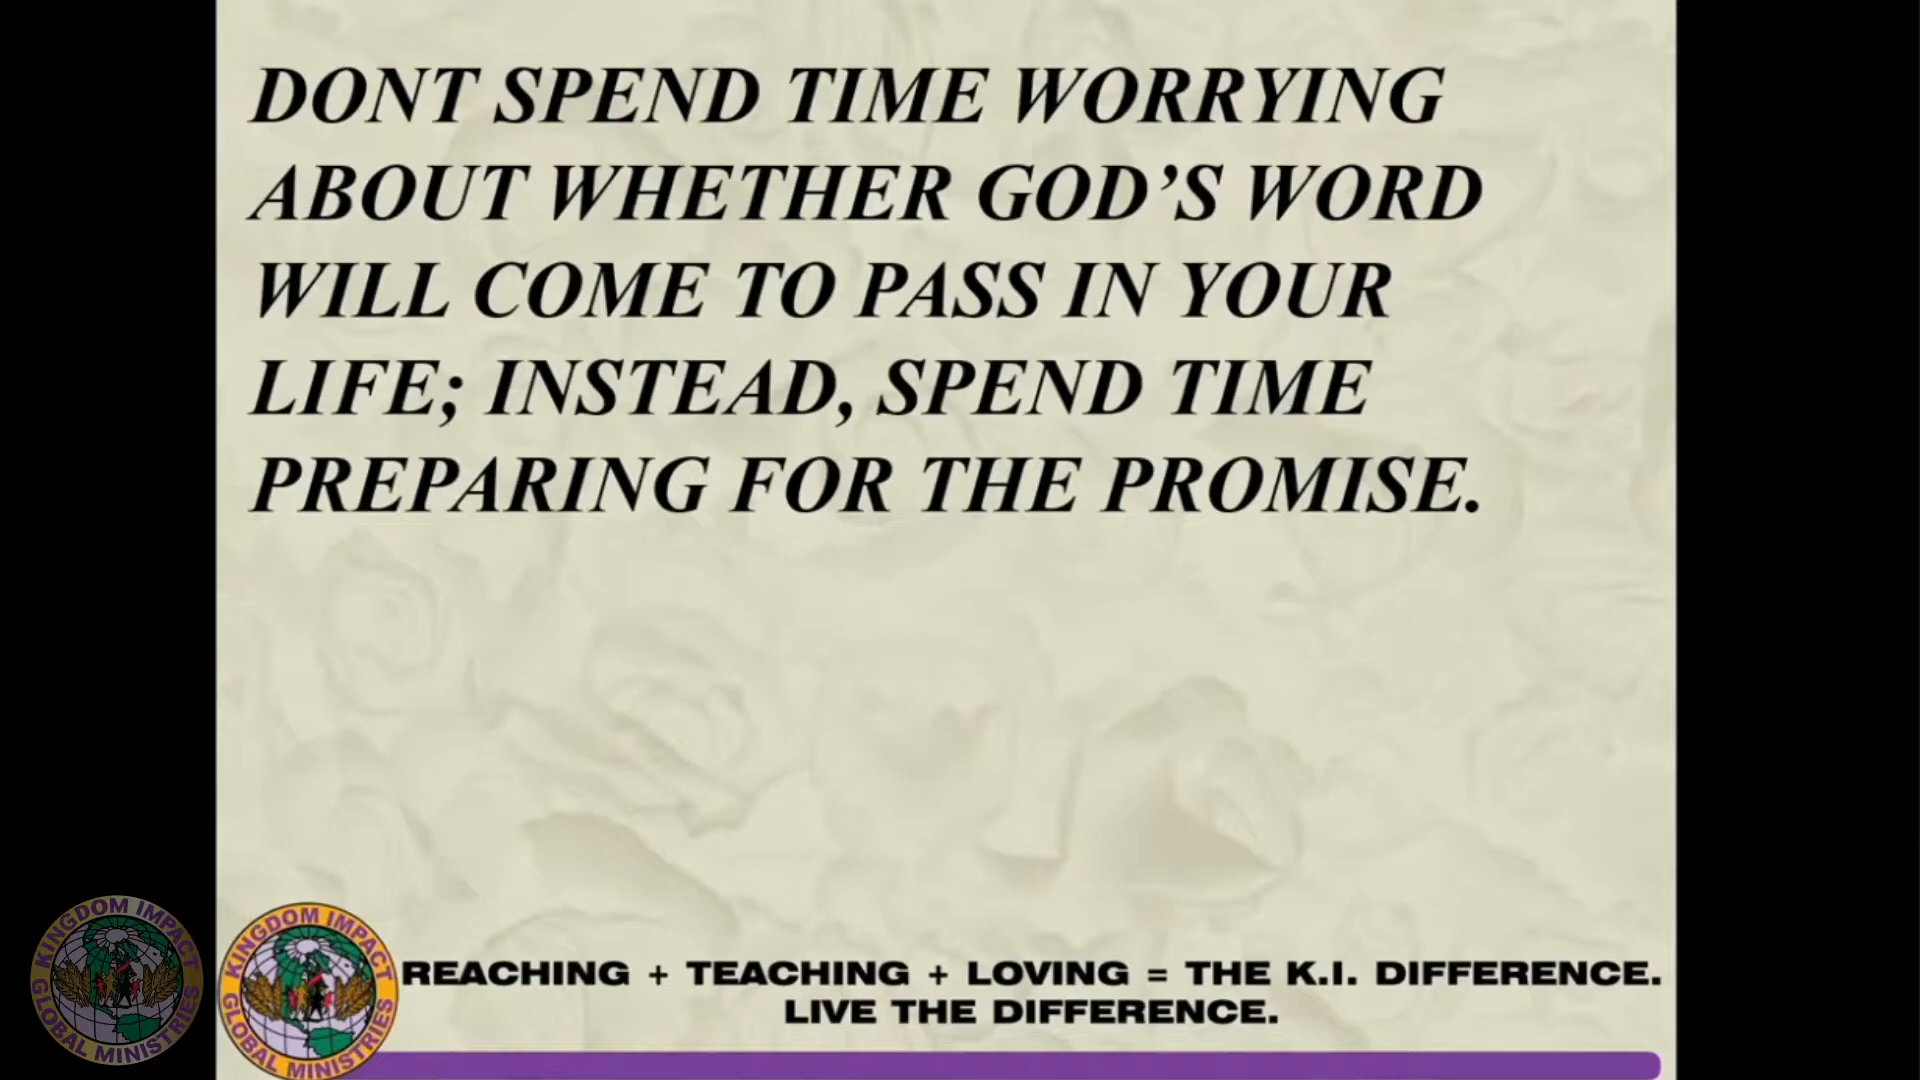 DONT SPEND TIME WORRYING
ABOUT WHETHER GOD’S WORD
WILL COME TO PASS IN YOUR
LIFE; INSTEAD, SPEND TIME
PREPARING FOR THE PROMISE.
KINGDOM IMPACT
GLOBAL MINISTRIES
KINGDOM IMPACT
GLOBAL MINISTRIES
REACHING + TEACHING + LOVING = THE K.I. DIFFERENCE.
LIVE THE DIFFERENCE.